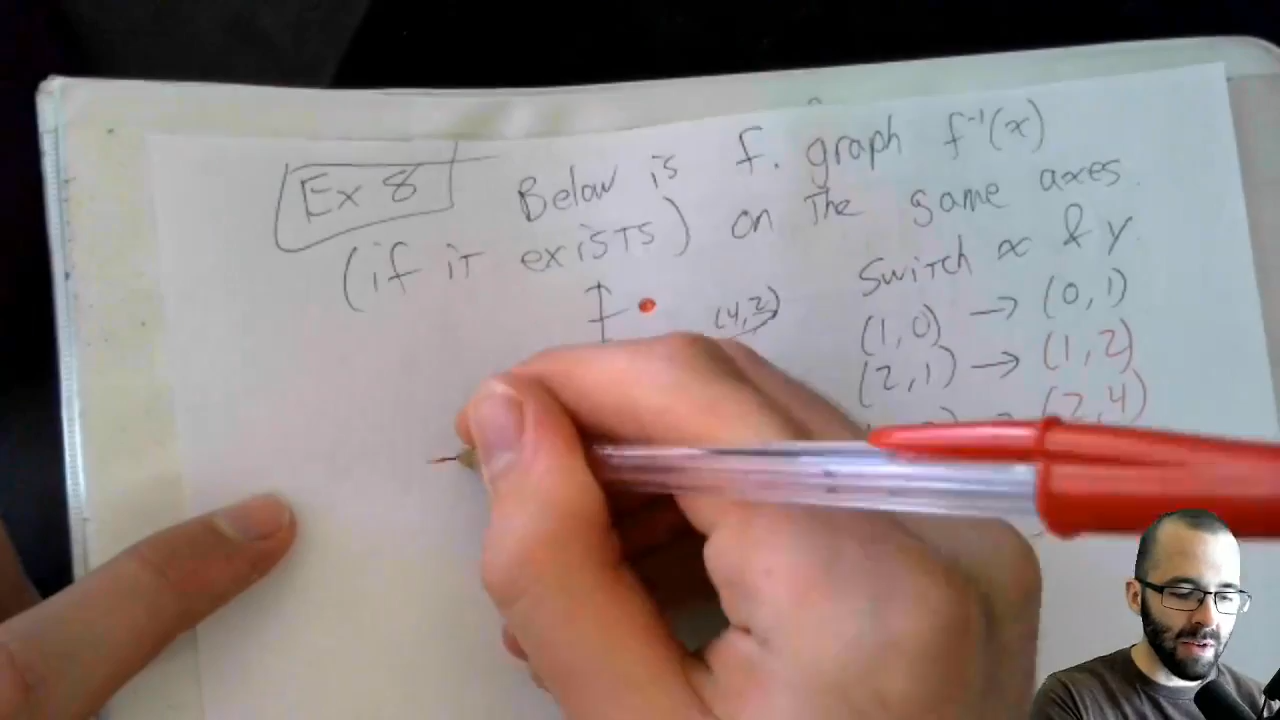 Ex 8 Below is f. graph f⁻¹(x)
(if it exists) on the same axes.
Switch x & y
(1,0) → (0,1)
(2,1) → (1,2)
(2,4)
(4,2)